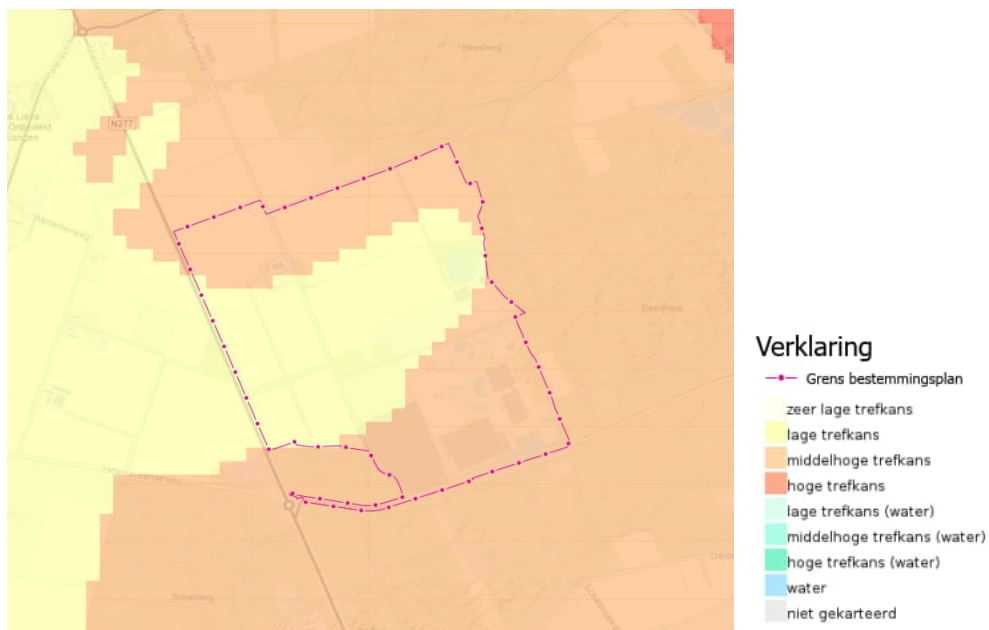 N277
Steenberg
Verklaring
Grens bestemmingsplan
zeer lage trefkans
lage trefkans
middelhoge trefkans
hoge trefkans
lage trefkans (water)
middelhoge trefkans (water)
hoge trefkans (water)
water
niet gekarteerd